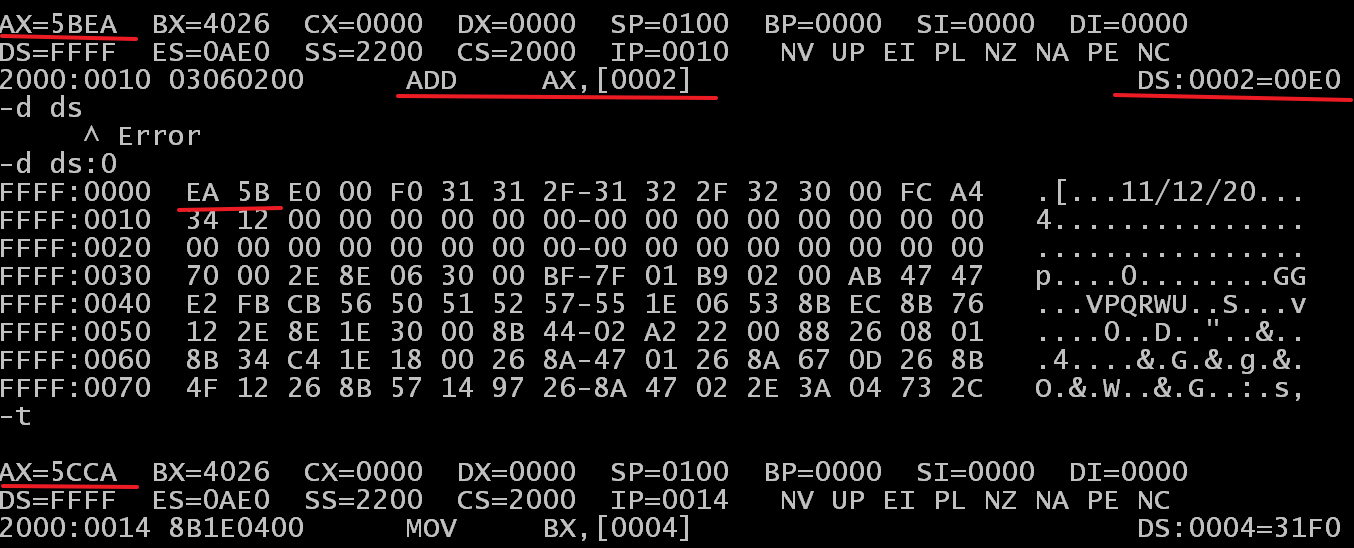 AX=5BEA  BX=4026  CX=0000  DX=0000  SP=0100  BP=0000  SI=0000  DI=0000
DS=FFFF  ES=0AE0  SS=2200  CS=2000  IP=0010   NV UP EI PL NZ NA PE NC
2000:0010 03060200      ADD     AX,[0002]                          DS:0002=00E0
-d ds
     ^ Error
-d ds:0
FFFF:0000  EA 5B E0 00 F0 31 31 2F-31 32 2F 32 30 00 FC A4   .[...11/12/20...
FFFF:0010  34 12 00 00 00 00 00 00-00 00 00 00 00 00 00 00   4...............
FFFF:0020  00 00 00 00 00 00 00 00-00 00 00 00 00 00 00 00   ................
FFFF:0030  70 00 2E 8E 06 30 00 BF-7F 01 B9 02 00 AB 47 47   p....0........GG
FFFF:0040  E2 FB CB 56 50 51 52 57-55 1E 06 53 8B EC 8B 76   ...VPQRWU..S...v
FFFF:0050  12 2E 8E 1E 30 00 8B 44-02 A2 22 00 88 26 08 01   ....0..D.."..&..
FFFF:0060  8B 34 C4 1E 18 00 26 8A-47 01 26 8A 67 0D 26 8B   .4....&.G.&.g.&.
FFFF:0070  4F 12 26 8B 57 14 97 26-8A 47 02 2E 3A 04 73 2C   O.&.W..&.G..:.s,
-t
AX=5CCA  BX=4026  CX=0000  DX=0000  SP=0100  BP=0000  SI=0000  DI=0000
DS=FFFF  ES=0AE0  SS=2200  CS=2000  IP=0014   NV UP EI PL NZ NA PE NC
2000:0014 8B1E0400      MOV     BX,[0004]                          DS:0004=31F0